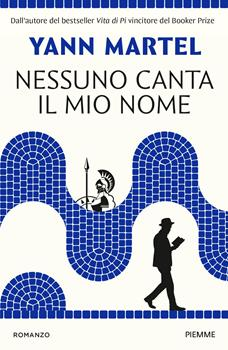 Dall'autore del bestseller Vita di Pi vincitore del Booker Prize
YANN MARTEL
NESSUNO CANTA
IL MIO NOME
ROMANZO
PIEMME